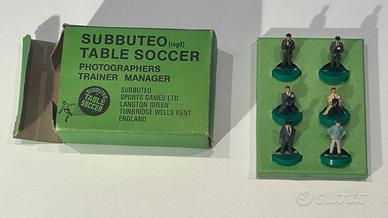 SUBBUTEO (regd)
TABLE SOCCER
PHOTOGRAPHERS
TRAINER MANAGER
SUBBUTEO
SPORTS GAMES LTD
LANGTON GREEN
TUNBRIDGE WELLS KENT
ENGLAND
SUBBUTEO
TABLE
SOCCER
subito